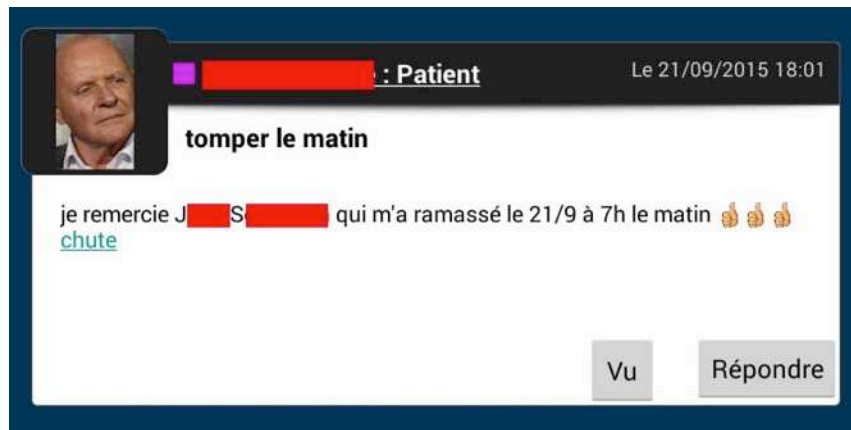 : Patient
Le 21/09/2015 18:01
tomper le matin
je remercie J S qui m'a ramassé le 21/9 à 7h le matin 👍👍👍
chute
Vu
Répondre